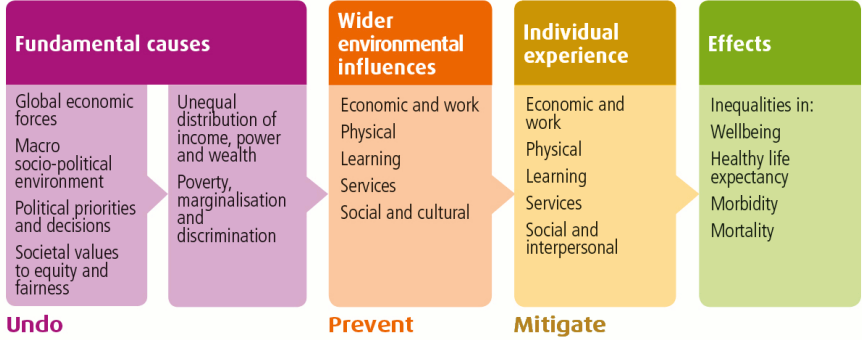 Fundamental causes
Global economic
forces
Macro
socio-political
environment
Political priorities
and decisions
Societal values
to equity and
fairness
Unequal
distribution of
income, power
and wealth
Poverty,
marginalisation
and
discrimination
Undo
Wider
environmental
influences
Economic and work
Physical
Learning
Services
Social and cultural
Prevent
Individual
experience
Economic and
work
Physical
Learning
Services
Social and
interpersonal
Mitigate
Effects
Inequalities in:
Wellbeing
Healthy life
expectancy
Morbidity
Mortality